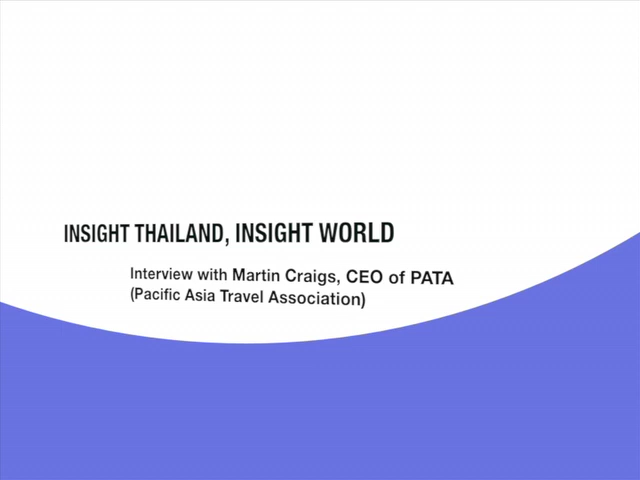 INSIGHT THAILAND, INSIGHT WORLD
Interview with Martin Craigs, CEO of PATA
(Pacific Asia Travel Association)